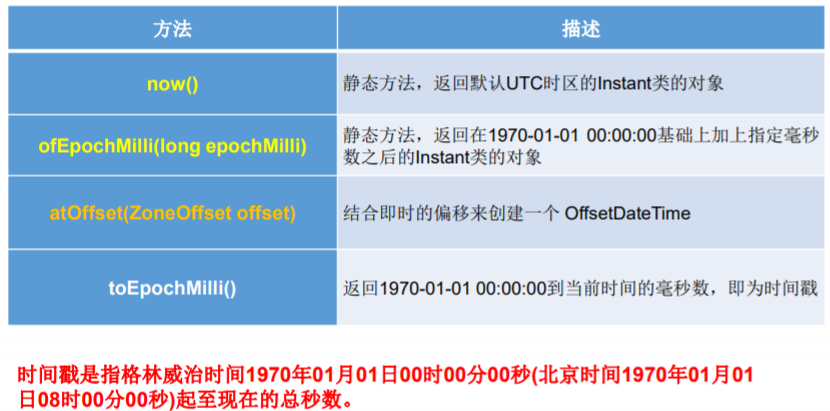 方法 描述
now() 静态方法，返回默认UTC时区的Instant类的对象
ofEpochMilli(long epochMilli) 静态方法，返回在1970-01-01 00:00:00基础上加上指定毫秒
数之后的Instant类的对象
atOffset(ZoneOffset offset) 结合即时的偏移来创建一个 OffsetDateTime
toEpochMilli() 返回1970-01-01 00:00:00到当前时间的毫秒数，即为时间戳
时间戳是指格林威治时间1970年01月01日00时00分00秒(北京时间1970年01月01
日08时00分00秒)起至现在的总秒数。